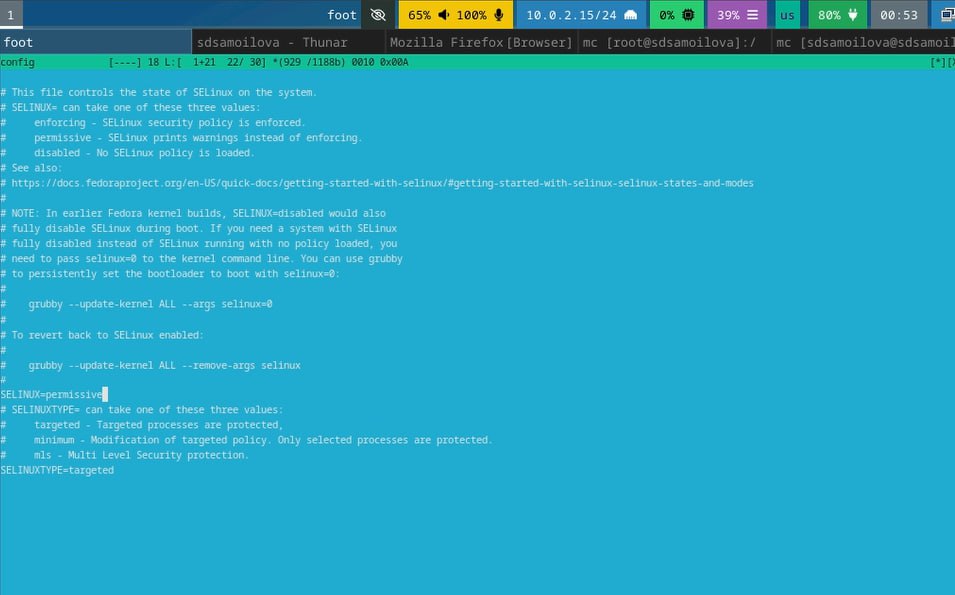 1 foot 65% 100% 10.0.2.15/24 0% 39% us 80% 00:53
foot sdsamoilova - Thunar Mozilla Firefox [Browser] mc [root@sdsamoilova]:/ mc [sdsamoilova@sdsamoil
config [----] 18 L:[ 1+21 22/ 30] *(929 /1188b) 0010 0x00A [*][X
# This file controls the state of SELinux on the system.
# SELINUX= can take one of these three values:
#     enforcing - SELinux security policy is enforced.
#     permissive - SELinux prints warnings instead of enforcing.
#     disabled - No SELinux policy is loaded.
# See also:
# https://docs.fedoraproject.org/en-US/quick-docs/getting-started-with-selinux/#getting-started-with-selinux-selinux-states-and-modes
#
# NOTE: In earlier Fedora kernel builds, SELINUX=disabled would also
# fully disable SELinux during boot. If you need a system with SELinux
# fully disabled instead of SELinux running with no policy loaded, you
# need to pass selinux=0 to the kernel command line. You can use grubby
# to persistently set the bootloader to boot with selinux=0:
#
#    grubby --update-kernel ALL --args selinux=0
#
# To revert back to SELinux enabled:
#
#    grubby --update-kernel ALL --remove-args selinux
#
SELINUX=permissive
# SELINUXTYPE= can take one of these three values:
#     targeted - Targeted processes are protected,
#     minimum - Modification of targeted policy. Only selected processes are protected.
#     mls - Multi Level Security protection.
SELINUXTYPE=targeted